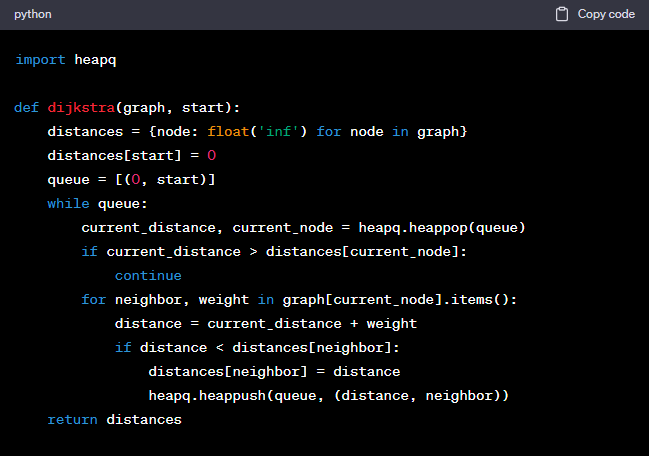 python Copy code
import heapq
def dijkstra(graph, start):
    distances = {node: float('inf') for node in graph}
    distances[start] = 0
    queue = [(0, start)]
    while queue:
        current_distance, current_node = heapq.heappop(queue)
        if current_distance > distances[current_node]:
            continue
        for neighbor, weight in graph[current_node].items():
            distance = current_distance + weight
            if distance < distances[neighbor]:
                distances[neighbor] = distance
                heapq.heappush(queue, (distance, neighbor))
    return distances